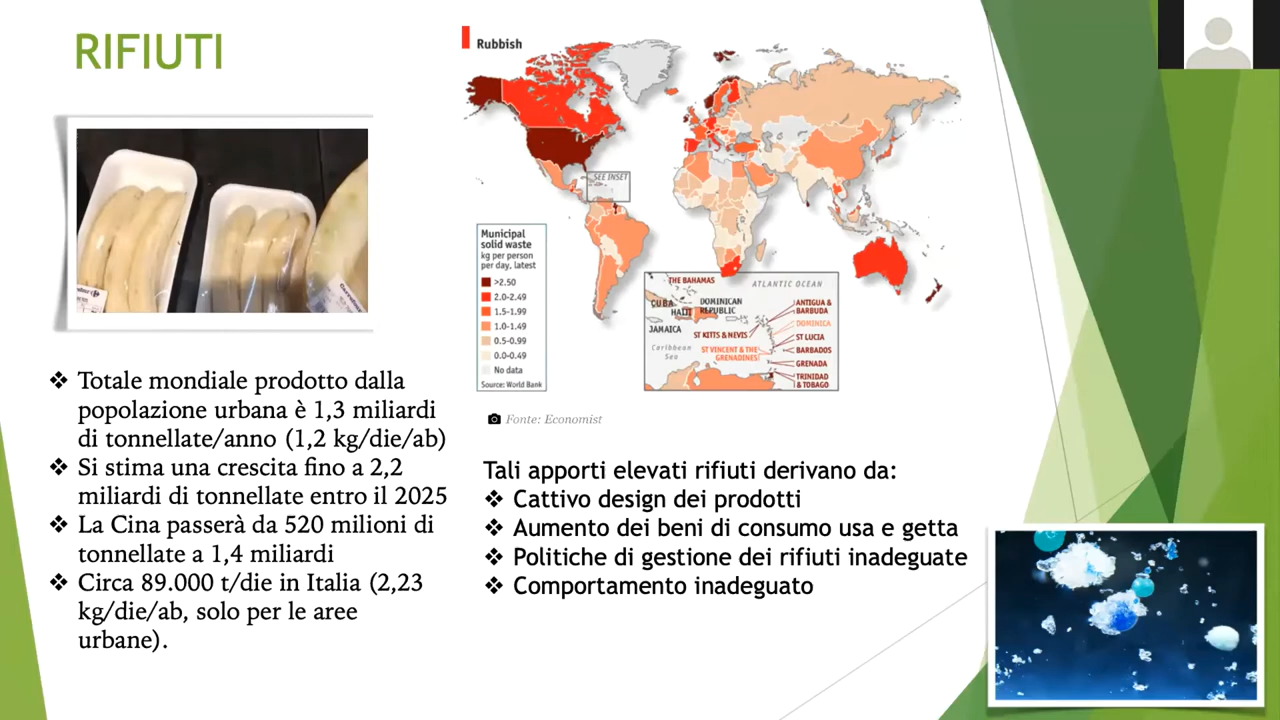 RIFIUTI
Rubbish
SEE INSET
Municipal
solid waste
kg per person
per day, latest
>2.50
2.0-2.49
1.5-1.99
1.0-1.49
0.5-0.99
0.0-0.49
No data
Source: World Bank
THE BAHAMAS
ATLANTIC OCEAN
CUBA
HAITI
DOMINICAN
REPUBLIC
JAMAICA
ST KITTS & NEVIS
ANTIGUA &
BARBUDA
DOMINICA
ST LUCIA
Caribbean
Sea
ST VINCENT & THE
GRENADINES
BARBADOS
GRENADA
TRINIDAD
& TOBAGO
Fonte: Economist
❖ Totale mondiale prodotto dalla
popolazione urbana è 1,3 miliardi
di tonnellate/anno (1,2 kg/die/ab)
❖ Si stima una crescita fino a 2,2
miliardi di tonnellate entro il 2025
❖ La Cina passerà da 520 milioni di
tonnellate a 1,4 miliardi
❖ Circa 89.000 t/die in Italia (2,23
kg/die/ab, solo per le aree
urbane).
Tali apporti elevati rifiuti derivano da:
❖ Cattivo design dei prodotti
❖ Aumento dei beni di consumo usa e getta
❖ Politiche di gestione dei rifiuti inadeguate
❖ Comportamento inadeguato